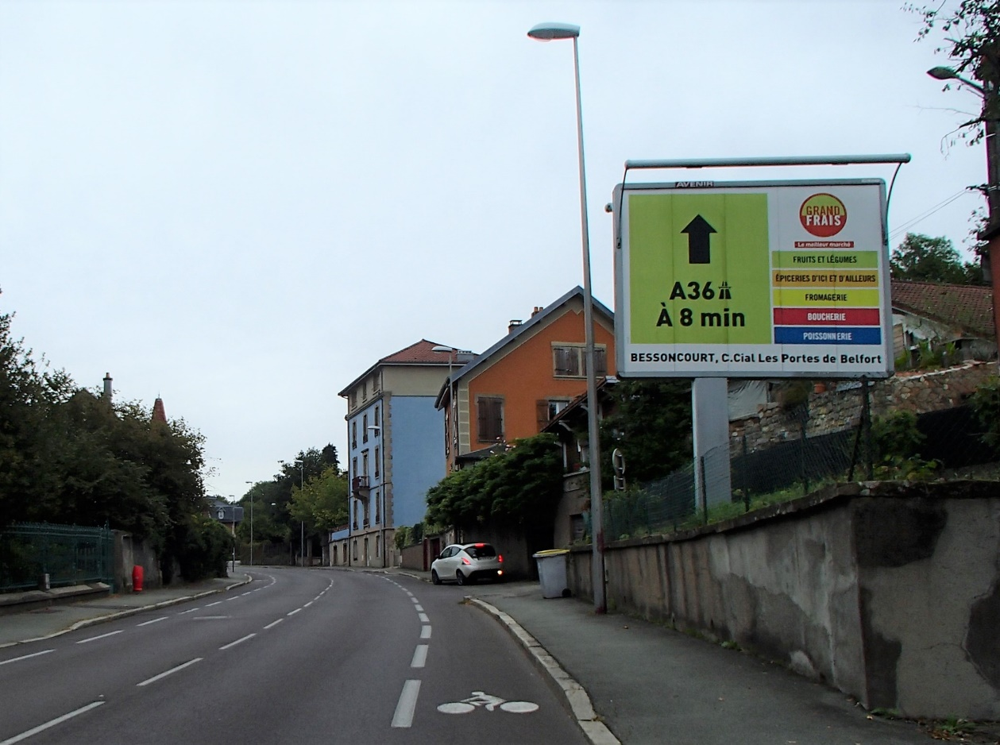 AVENIR
A36
À 8 min
GRAND
FRAIS
Le meilleur marché
FRUITS ET LÉGUMES
ÉPICERIES D'ICI ET D'AILLEURS
FROMAGERIE
BOUCHERIE
POISSONNERIE
BESSONCOURT, C.Cial Les Portes de Belfort